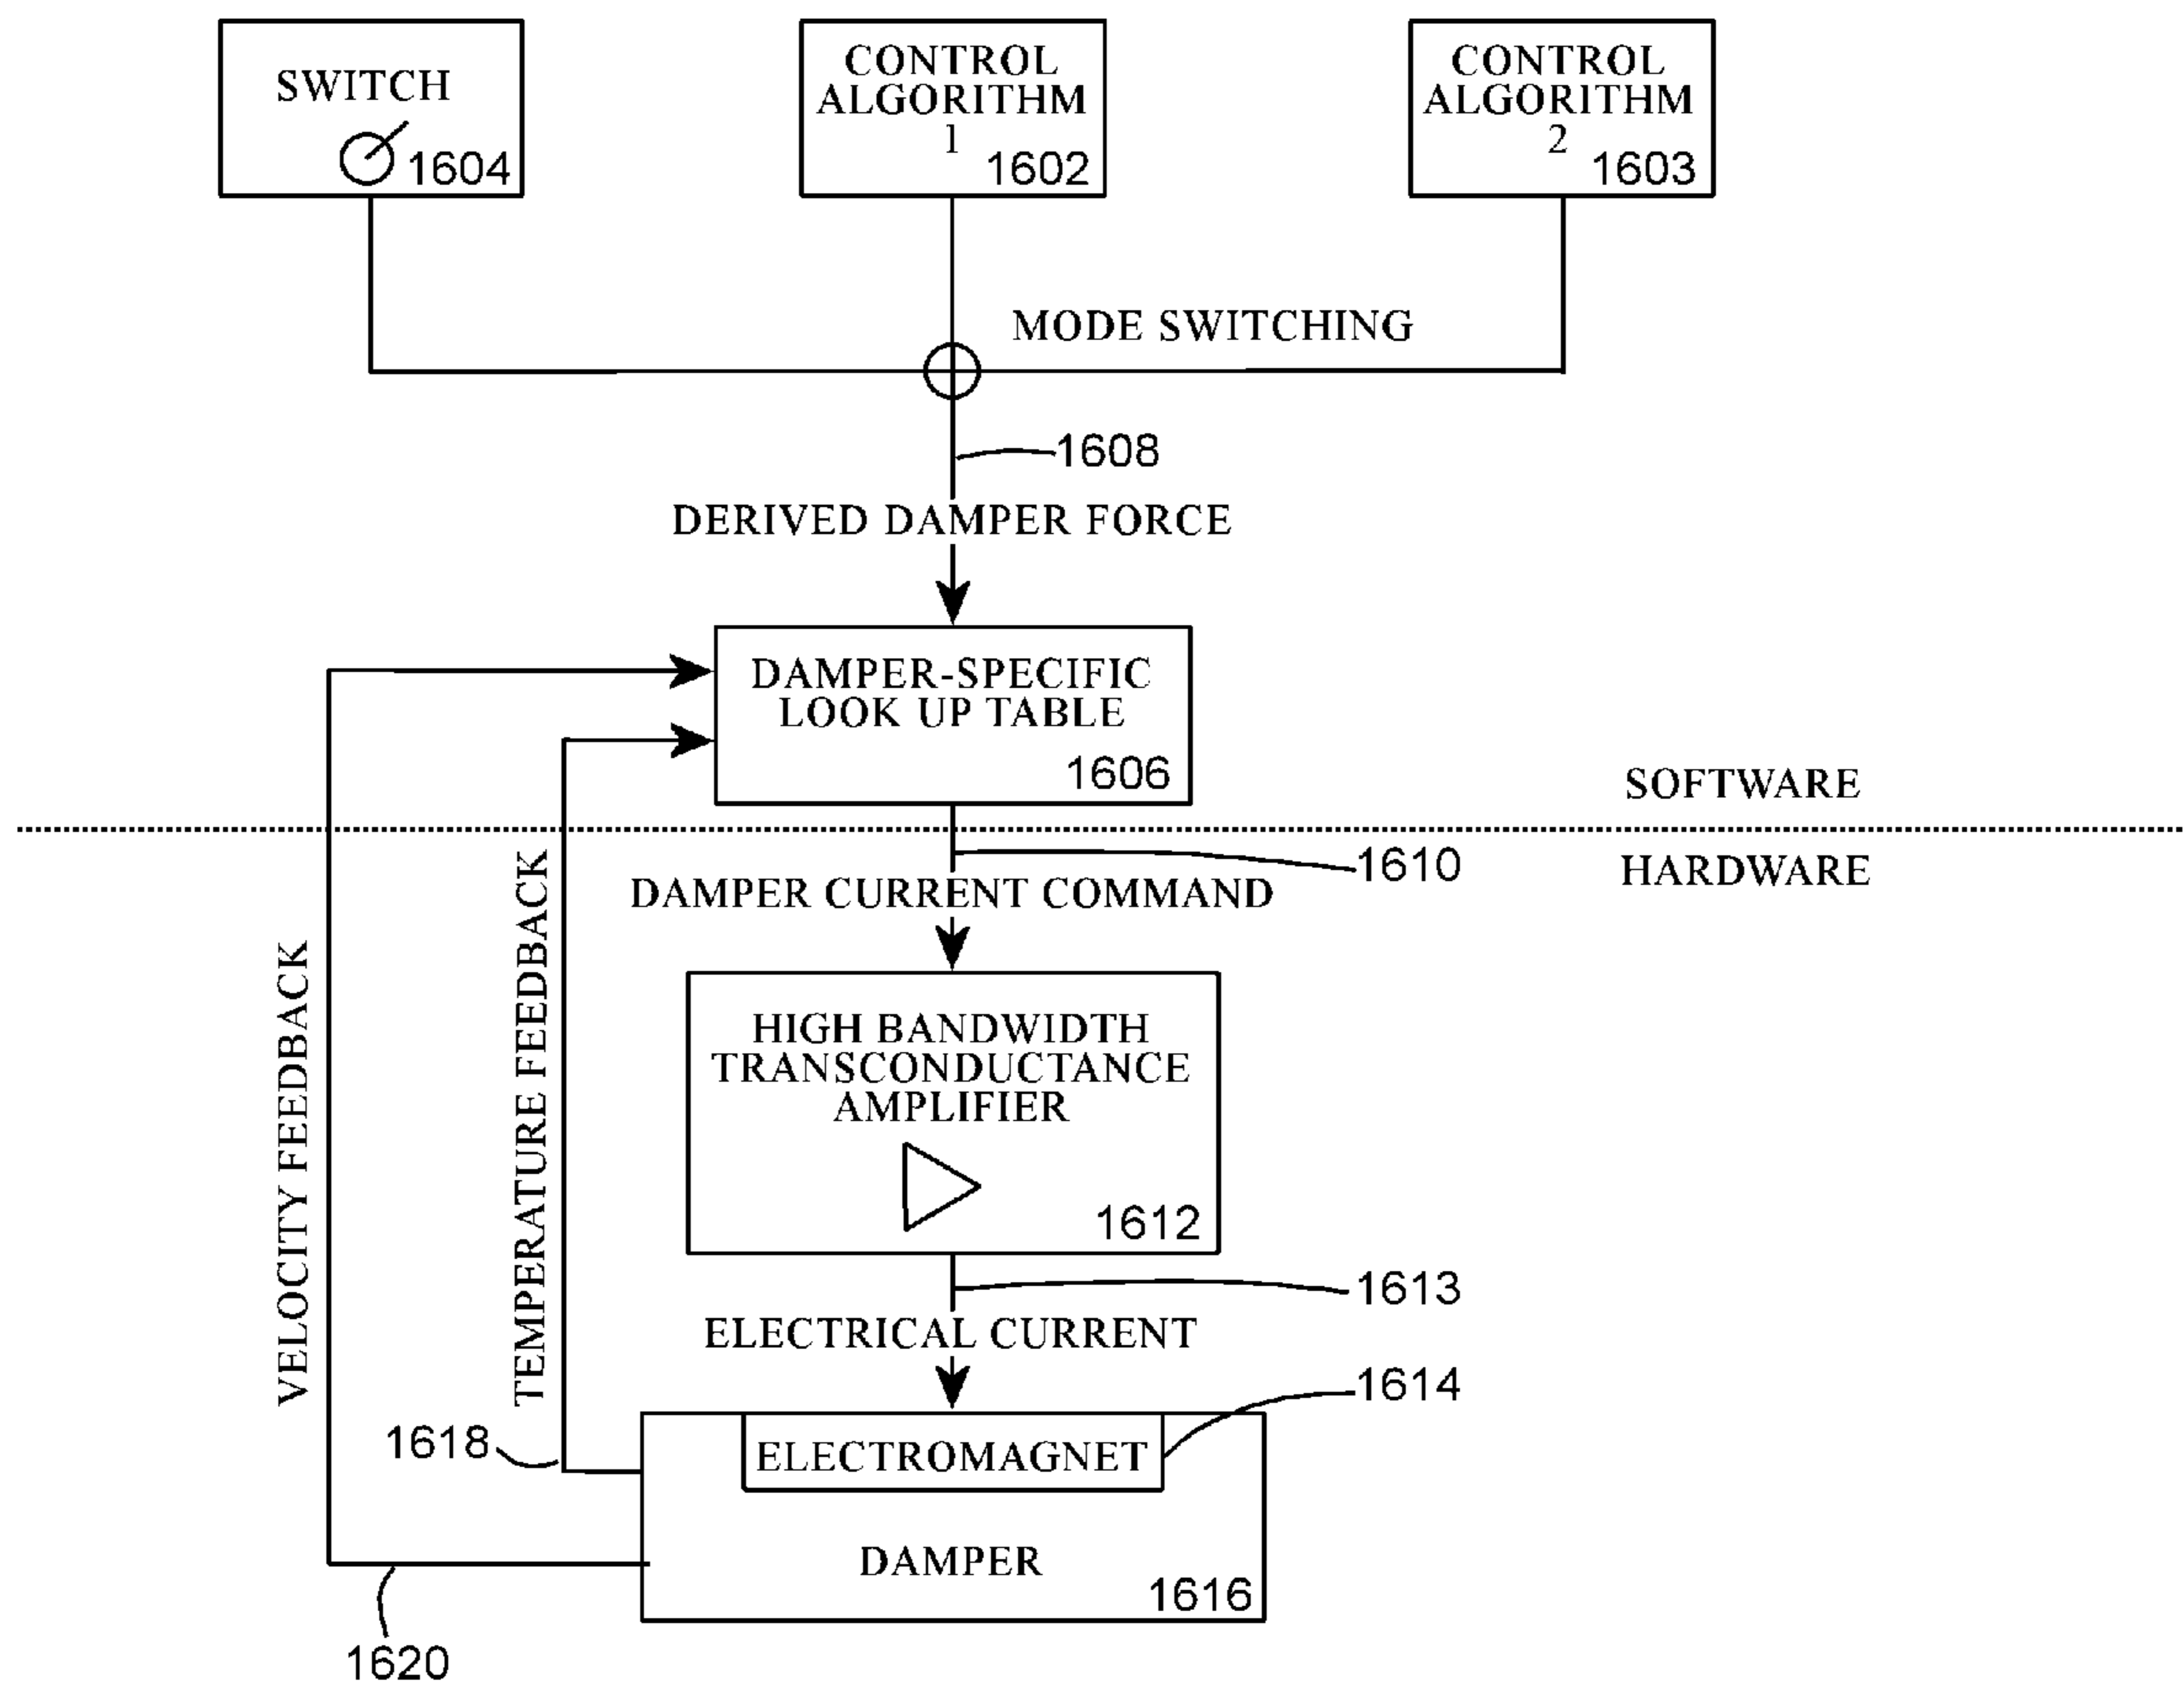 SWITCH
1604
CONTROL
ALGORITHM
1
1602
CONTROL
ALGORITHM
2
1603
MODE SWITCHING
1608
DERIVED DAMPER FORCE
DAMPER-SPECIFIC
LOOK UP TABLE
1606
SOFTWARE
HARDWARE
1610
DAMPER CURRENT COMMAND
VELOCITY FEEDBACK
TEMPERATURE FEEDBACK
HIGH BANDWIDTH
TRANSCONDUCTANCE
AMPLIFIER
1612
1613
ELECTRICAL CURRENT
1614
1618
ELECTROMAGNET
DAMPER
1616
1620